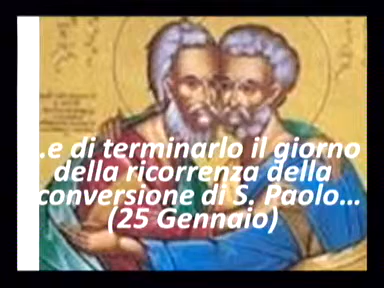 ..e di terminarlo il giorno
della ricorrenza della
conversione di S. Paolo...
(25 Gennaio)